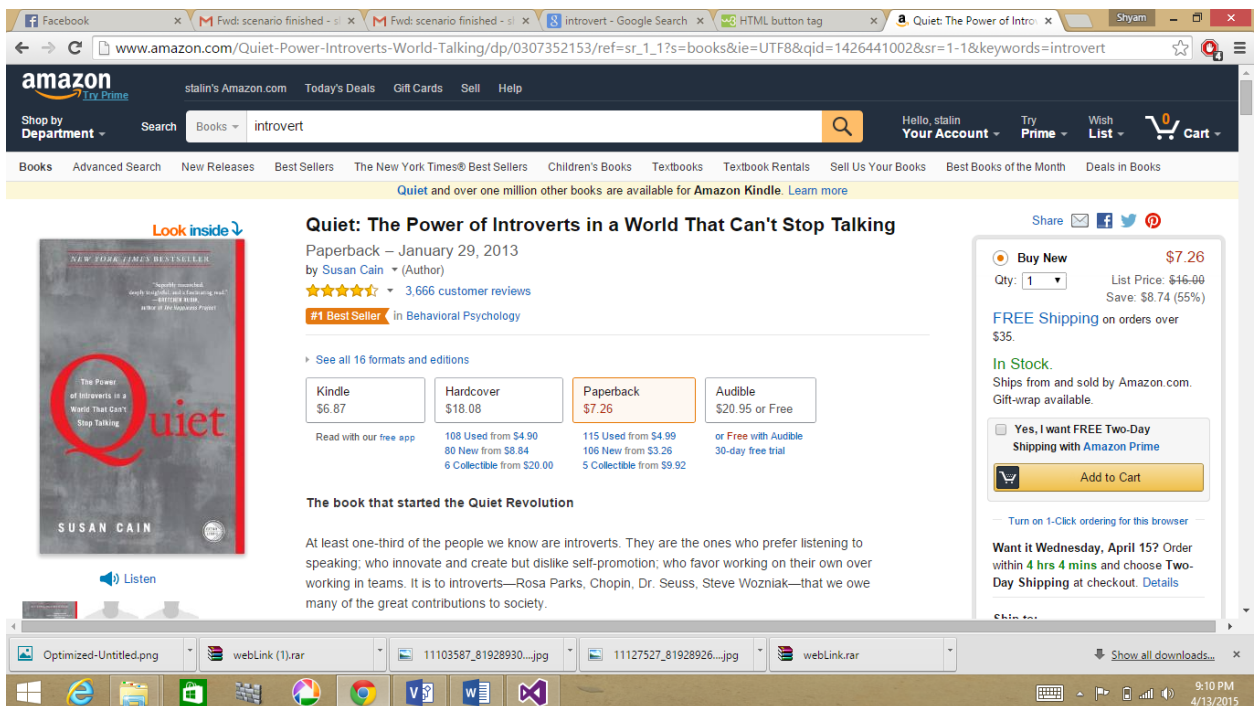 Facebook
Fwd: scenario finished - sl
Fwd: scenario finished - sl
introvert - Google Search
HTML button tag
Quiet: The Power of Introv
Shyam
www.amazon.com/Quiet-Power-Introverts-World-Talking/dp/0307352153/ref=sr_1_1?s=books&ie=UTF8&qid=1426441002&sr=1-1&keywords=introvert
4
amazon
Try Prime
stalin's Amazon.com Today's Deals Gift Cards Sell Help
Shop by
Department
Search
Books
introvert
Hello, stalin
Your Account
Try
Prime
Wish
List
0
Cart
Books Advanced Search New Releases Best Sellers The New York Times® Best Sellers Children's Books Textbooks Textbook Rentals Sell Us Your Books Best Books of the Month Deals in Books
Quiet and over one million other books are available for Amazon Kindle. Learn more
Look inside
NEW YORK TIMES BESTSELLER
The Power
of Introverts in a
World That Can't
Stop Talking
Quiet
SUSAN CAIN
Listen
Quiet: The Power of Introverts in a World That Can't Stop Talking
Paperback – January 29, 2013
by Susan Cain (Author)
3,666 customer reviews
#1 Best Seller in Behavioral Psychology
See all 16 formats and editions
Kindle
$6.87
Read with our free app
Hardcover
$18.08
108 Used from $4.90
80 New from $8.84
6 Collectible from $20.00
Paperback
$7.26
115 Used from $4.99
106 New from $3.26
5 Collectible from $9.92
Audible
$20.95 or Free
or Free with Audible
30-day free trial
The book that started the Quiet Revolution
At least one-third of the people we know are introverts. They are the ones who prefer listening to
speaking; who innovate and create but dislike self-promotion; who favor working on their own over
working in teams. It is to introverts—Rosa Parks, Chopin, Dr. Seuss, Steve Wozniak—that we owe
many of the great contributions to society.
Share
Buy New $7.26
Qty: 1 List Price: $16.00
Save: $8.74 (55%)
FREE Shipping on orders over
$35.
In Stock.
Ships from and sold by Amazon.com.
Gift-wrap available.
Yes, I want FREE Two-Day
Shipping with Amazon Prime
Add to Cart
Turn on 1-Click ordering for this browser
Want it Wednesday, April 15? Order
within 4 hrs 4 mins and choose Two-
Day Shipping at checkout. Details
Ship to:
Optimized-Untitled.png
webLink (1).rar
11103587_81928930....jpg
11127527_81928926....jpg
webLink.rar
Show all downloads...
9:10 PM
4/13/2015